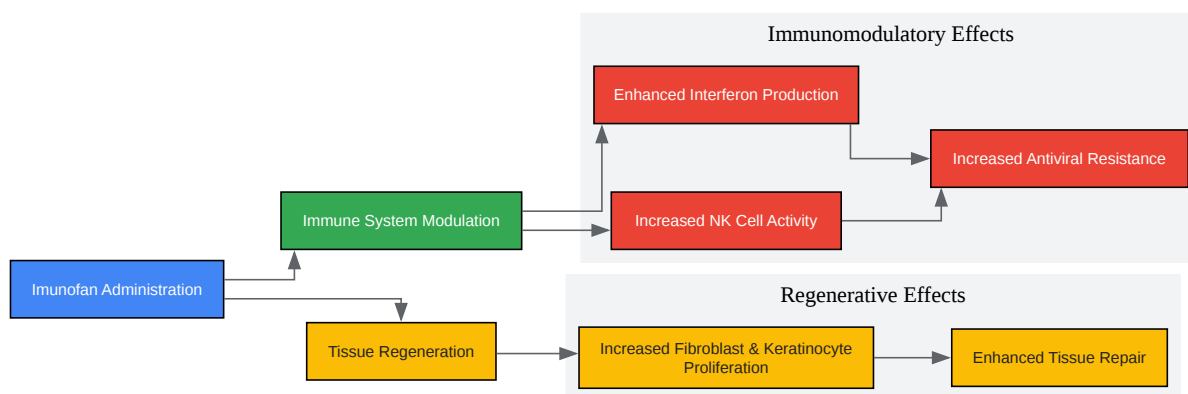 Immunomodulatory Effects
Enhanced Interferon Production
Increased Antiviral Resistance
Immune System Modulation
Increased NK Cell Activity
Imunofan Administration
Regenerative Effects
Tissue Regeneration
Increased Fibroblast & Keratinocyte
Proliferation
Enhanced Tissue Repair